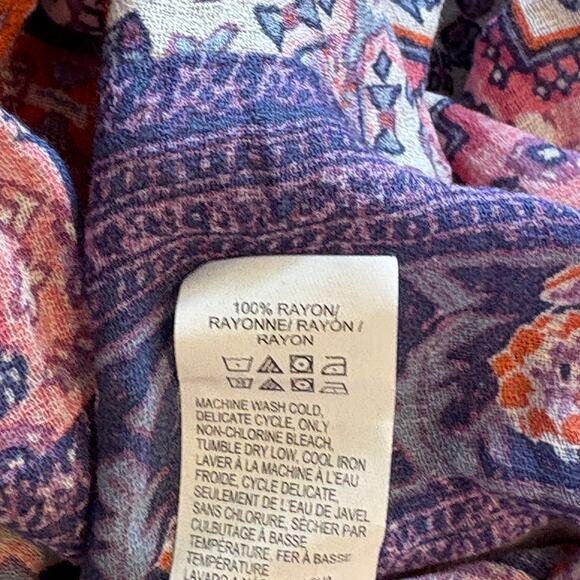 100% RAYON/
RAYONNE/ RAYÓN /
RAYON
MACHINE WASH COLD,
DELICATE CYCLE, ONLY
NON-CHLORINE BLEACH,
TUMBLE DRY LOW, COOL IRON
LAVER À LA MACHINE À L'EAU
FROIDE, CYCLE DELICATE,
SEULEMENT DE L'EAU DE JAVEL
SANS CHLORURE, SÉCHER PAR
CULBUTAGE À BASSE
TEMPÉRATURE, FER À BASSE
TEMPÉRATURE